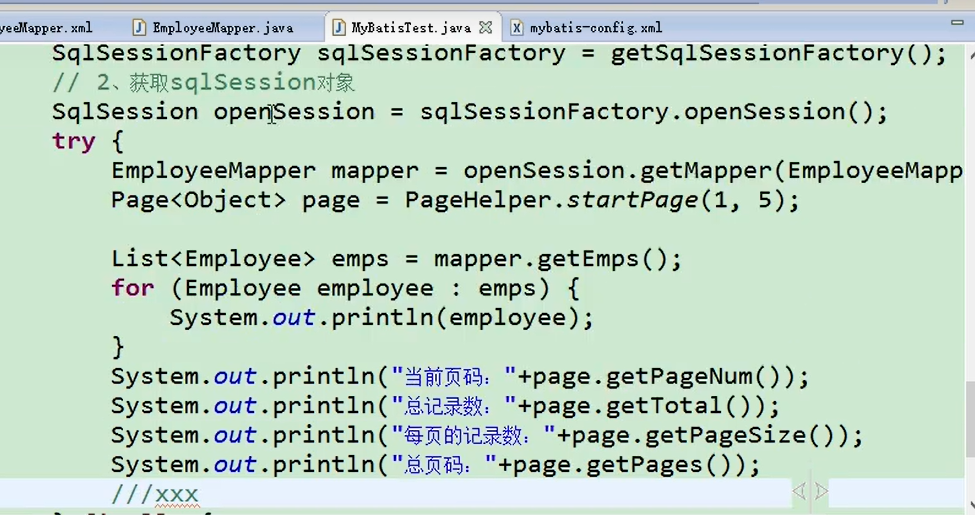 eeMapper.xml EmployeeMapper.java MyBatisTest.java mybatis-config.xml
SqlSessionFactory sqlSessionFactory = getSqlSessionFactory();
// 2、获取sqlSession对象
SqlSession openSession = sqlSessionFactory.openSession();
try {
EmployeeMapper mapper = openSession.getMapper(EmployeeMapp
Page<Object> page = PageHelper.startPage(1, 5);
List<Employee> emps = mapper.getEmps();
for (Employee employee : emps) {
System.out.println(employee);
}
System.out.println("当前页码："+page.getPageNum());
System.out.println("总记录数："+page.getTotal());
System.out.println("每页的记录数："+page.getPageSize());
System.out.println("总页码："+page.getPages());
///xxx